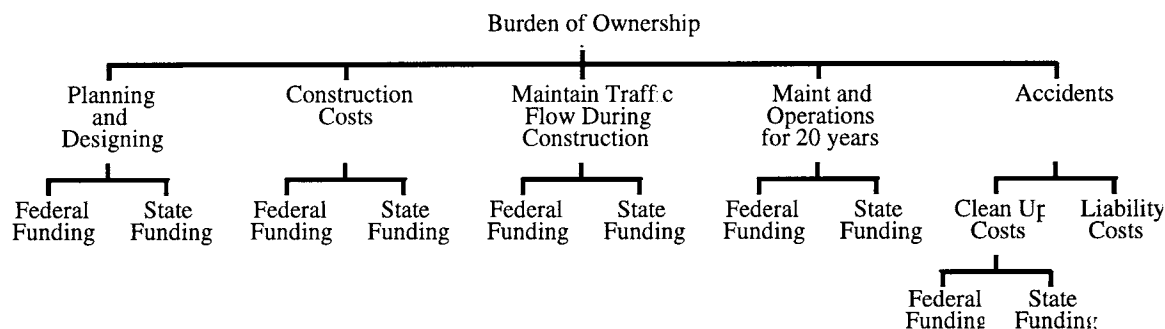 Burden of Ownership
Planning
and
Designing
Construction
Costs
Maintain Traffic
Flow During
Construction
Maint and
Operations
for 20 years
Accidents
Federal
Funding
State
Funding
Federal
Funding
State
Funding
Federal
Funding
State
Funding
Federal
Funding
State
Funding
Clean Up
Costs
Liability
Costs
Federal
Funding
State
Funding